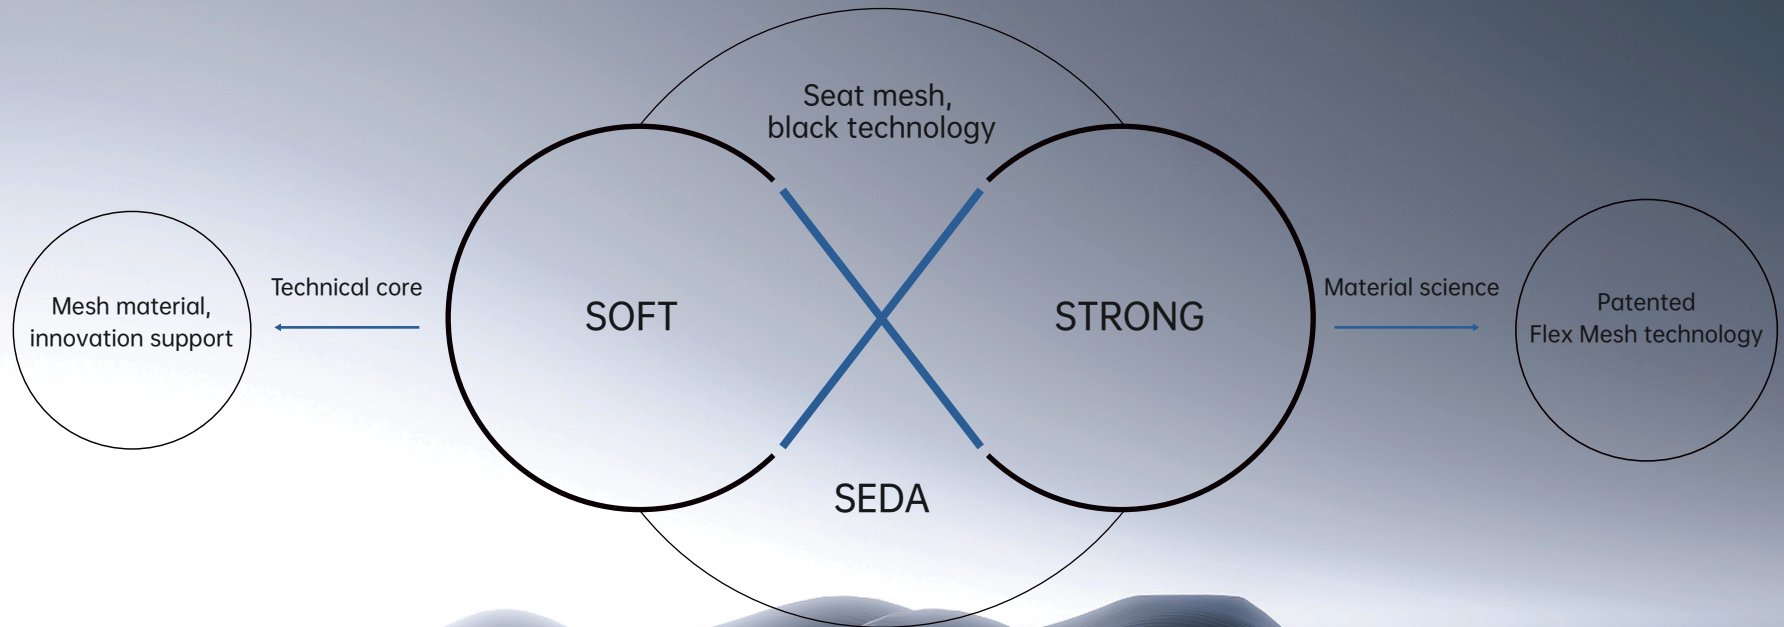 Seat mesh,
black technology
Mesh material,
innovation support
Technical core
SOFT
STRONG
Material science
Patented
Flex Mesh technology
SEDA